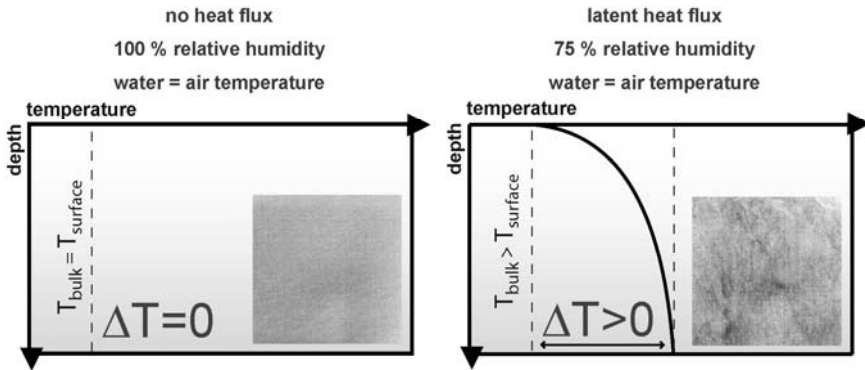 no heat flux
100 % relative humidity
water = air temperature
temperature
depth
T_bulk = T_surface
ΔT=0
latent heat flux
75 % relative humidity
water = air temperature
temperature
depth
T_bulk > T_surface
ΔT>0